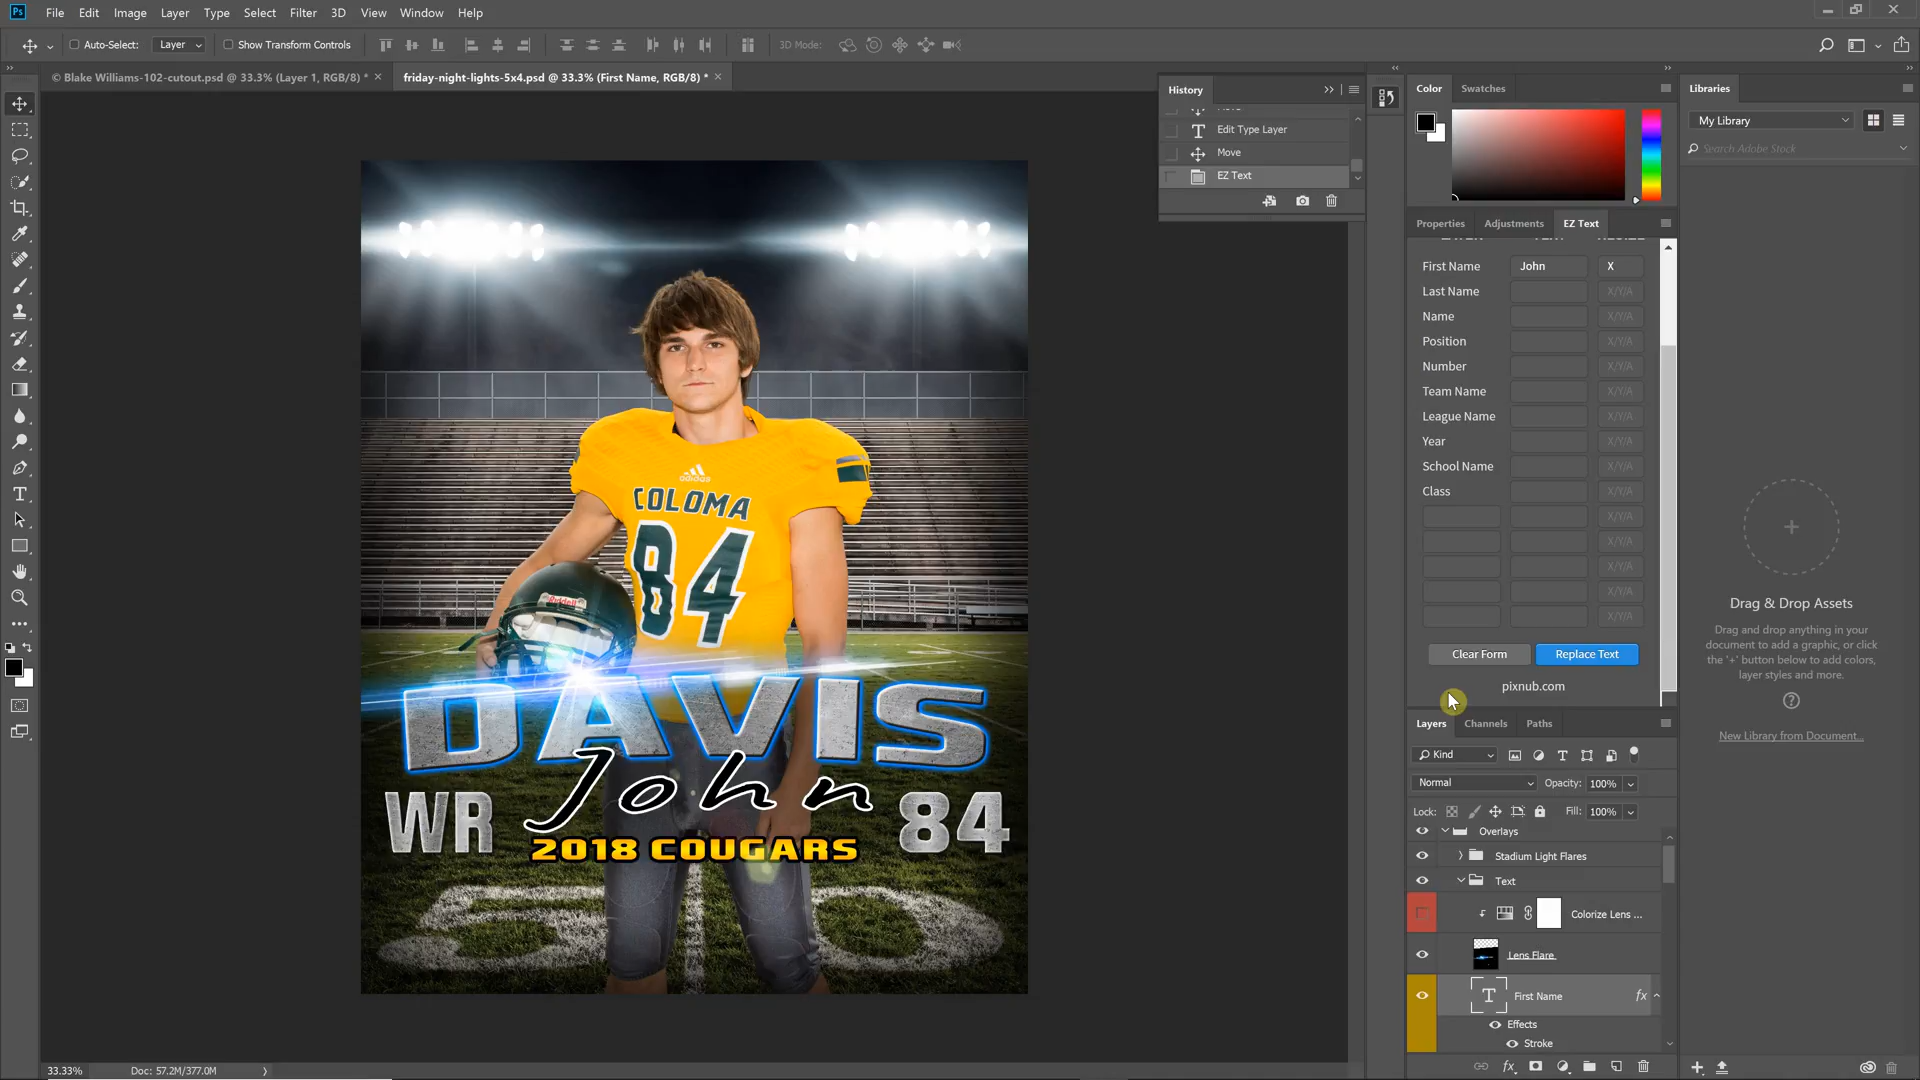 Ps File Edit Image Layer Type Select Filter 3D View Window Help
Auto-Select: Layer Show Transform Controls 3D Mode:
© Blake Williams-102-cutout.psd @ 33.3% (Layer 1, RGB/8) * ×
friday-night-lights-5x4.psd @ 33.3% (First Name, RGB/8) * ×
History
Edit Type Layer
Move
EZ Text
adidas
COLOMA
84
Riddell
DAVIS
John
WR
84
2018 COUGARS
5 0
33.33% Doc: 57.2M/377.0M
Color Swatches
Properties Adjustments EZ Text
First Name John X
Last Name X/Y/A
Name X/Y/A
Position X/Y/A
Number X/Y/A
Team Name X/Y/A
League Name X/Y/A
Year X/Y/A
School Name X/Y/A
Class X/Y/A
X/Y/A
X/Y/A
X/Y/A
X/Y/A
X/Y/A
Clear Form Replace Text
pixnub.com
Layers Channels Paths
Kind
Normal Opacity: 100%
Lock: Fill: 100%
Overlays
Stadium Light Flares
Text
Colorize Lens ...
Lens Flare
T First Name fx
Effects
Stroke
Libraries
My Library
Search Adobe Stock
Drag & Drop Assets
Drag and drop anything in your
document to add a graphic, or click
the '+' button below to add colors,
layer styles and more.
New Library from Document...